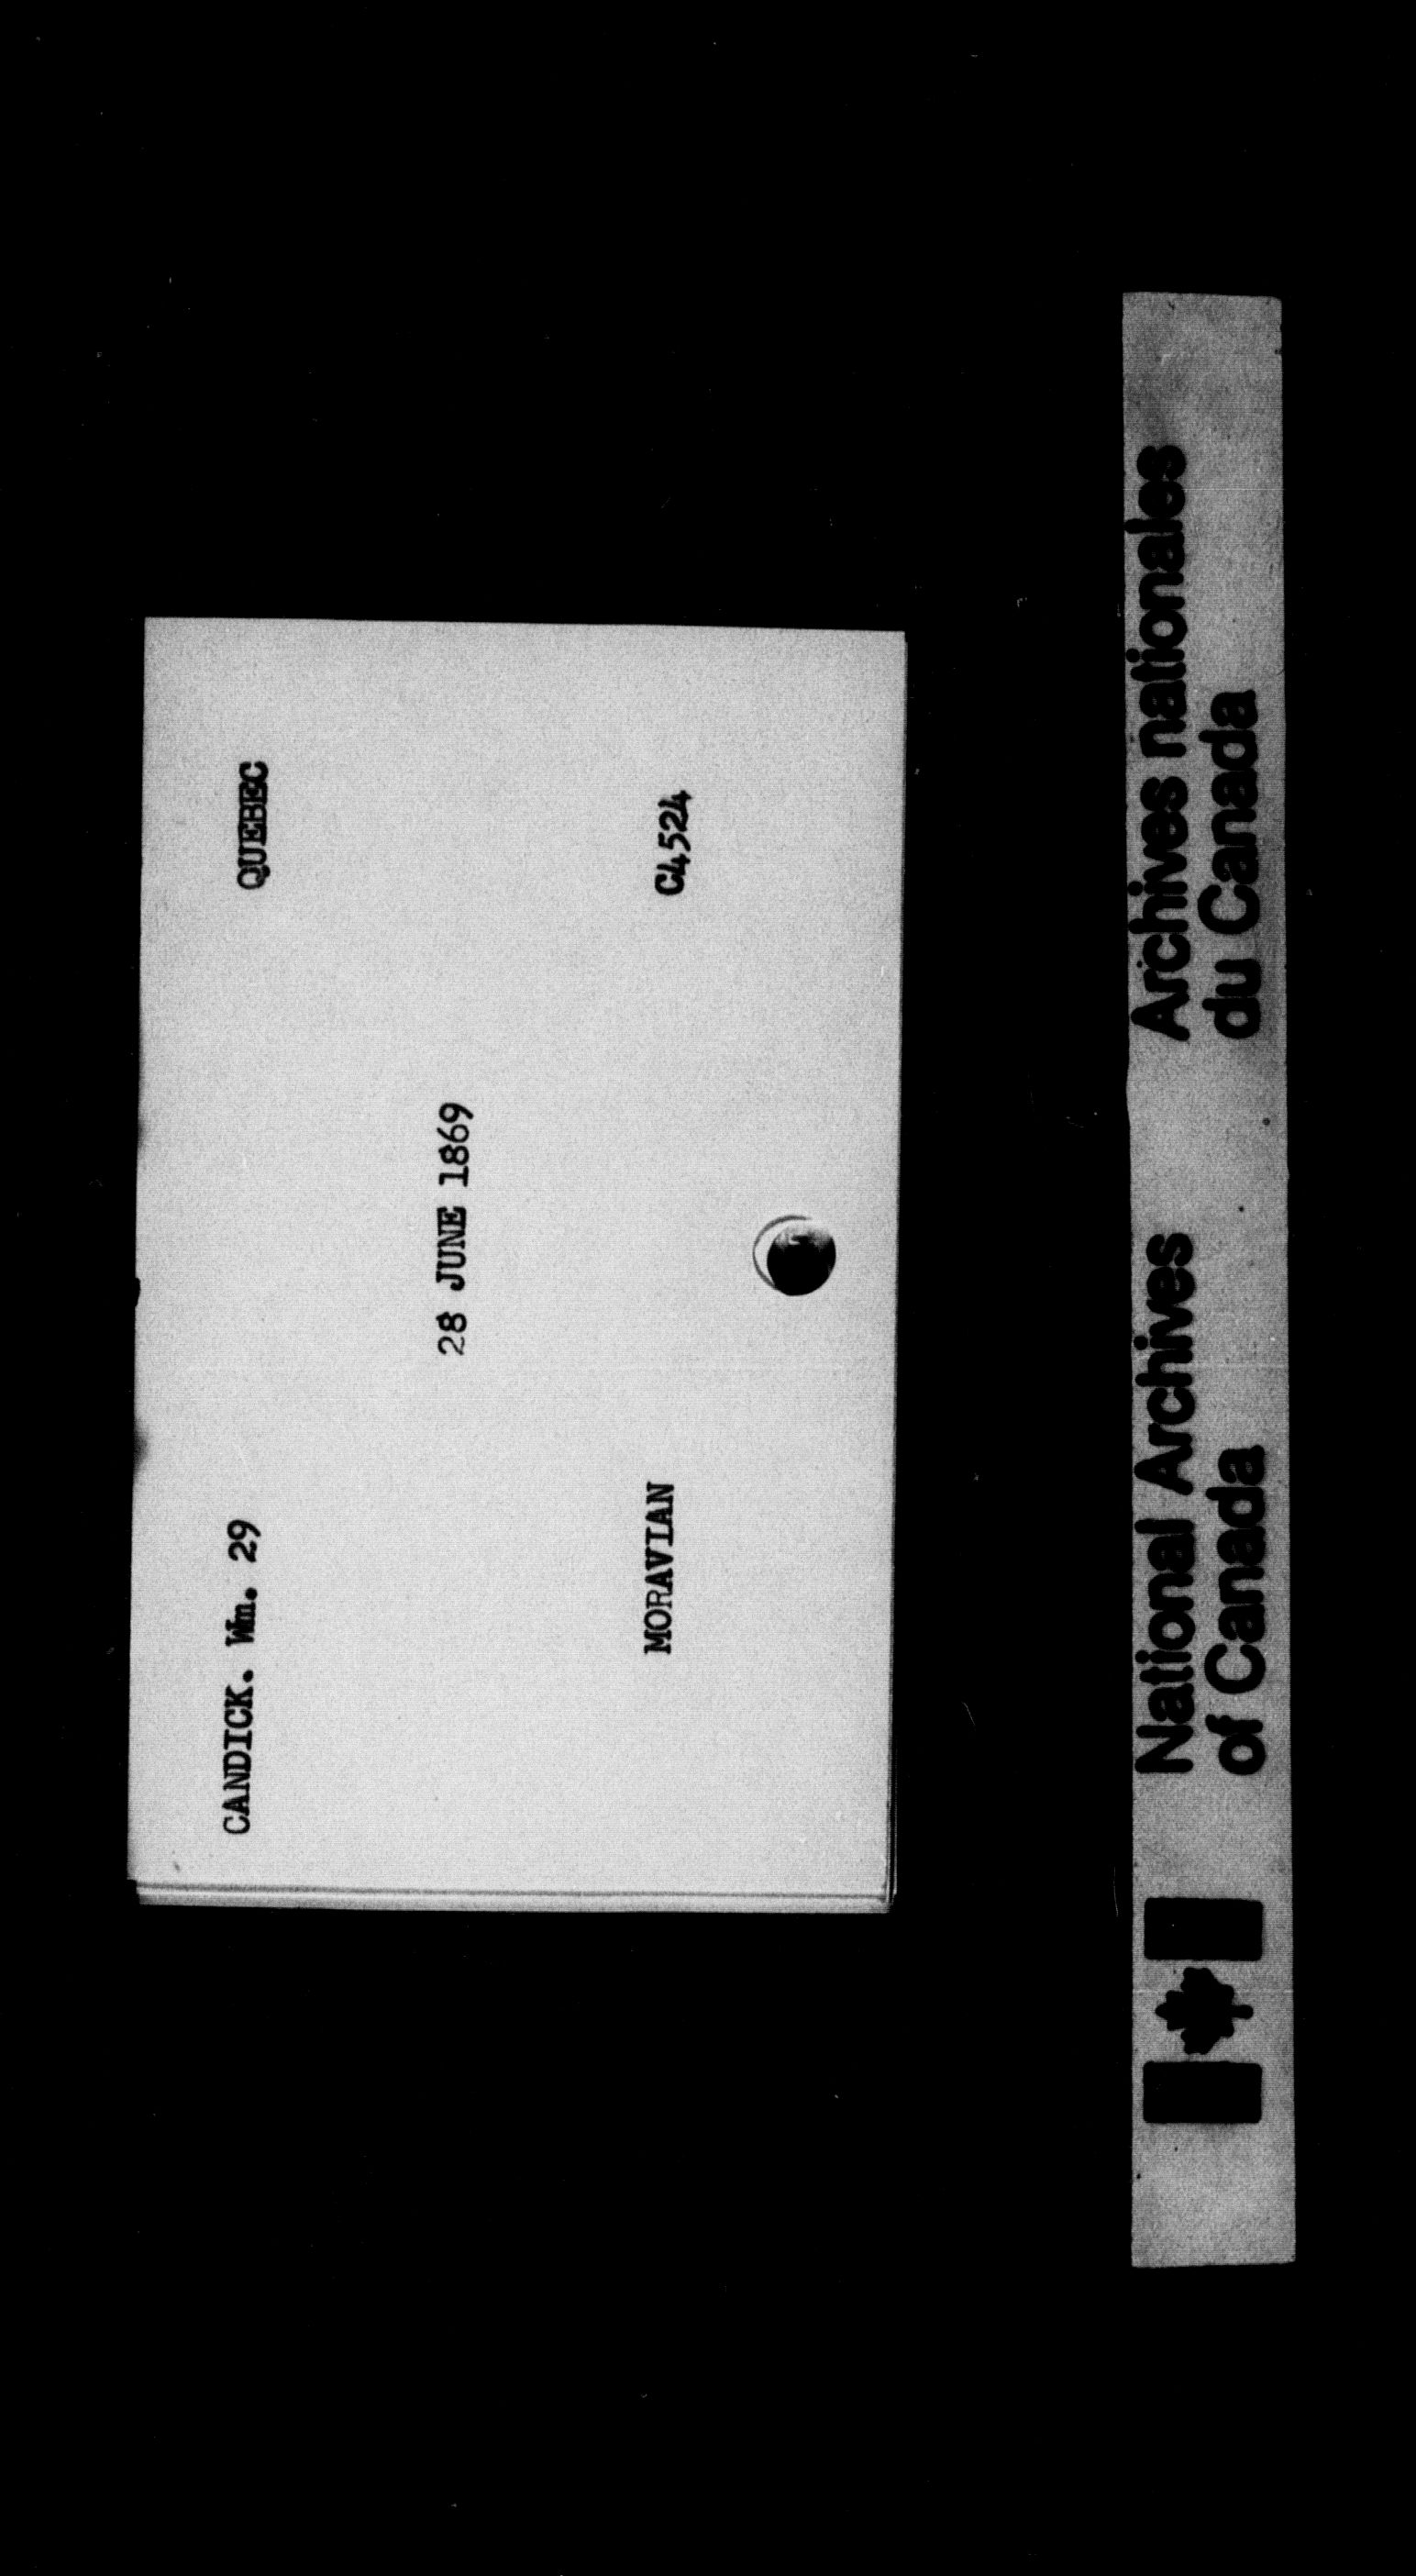 CANDICK. Wm. 29 QUEBEC
28 JUNE 1869
MORAVIAN C4524
National Archives Archives nationales
of Canada du Canada